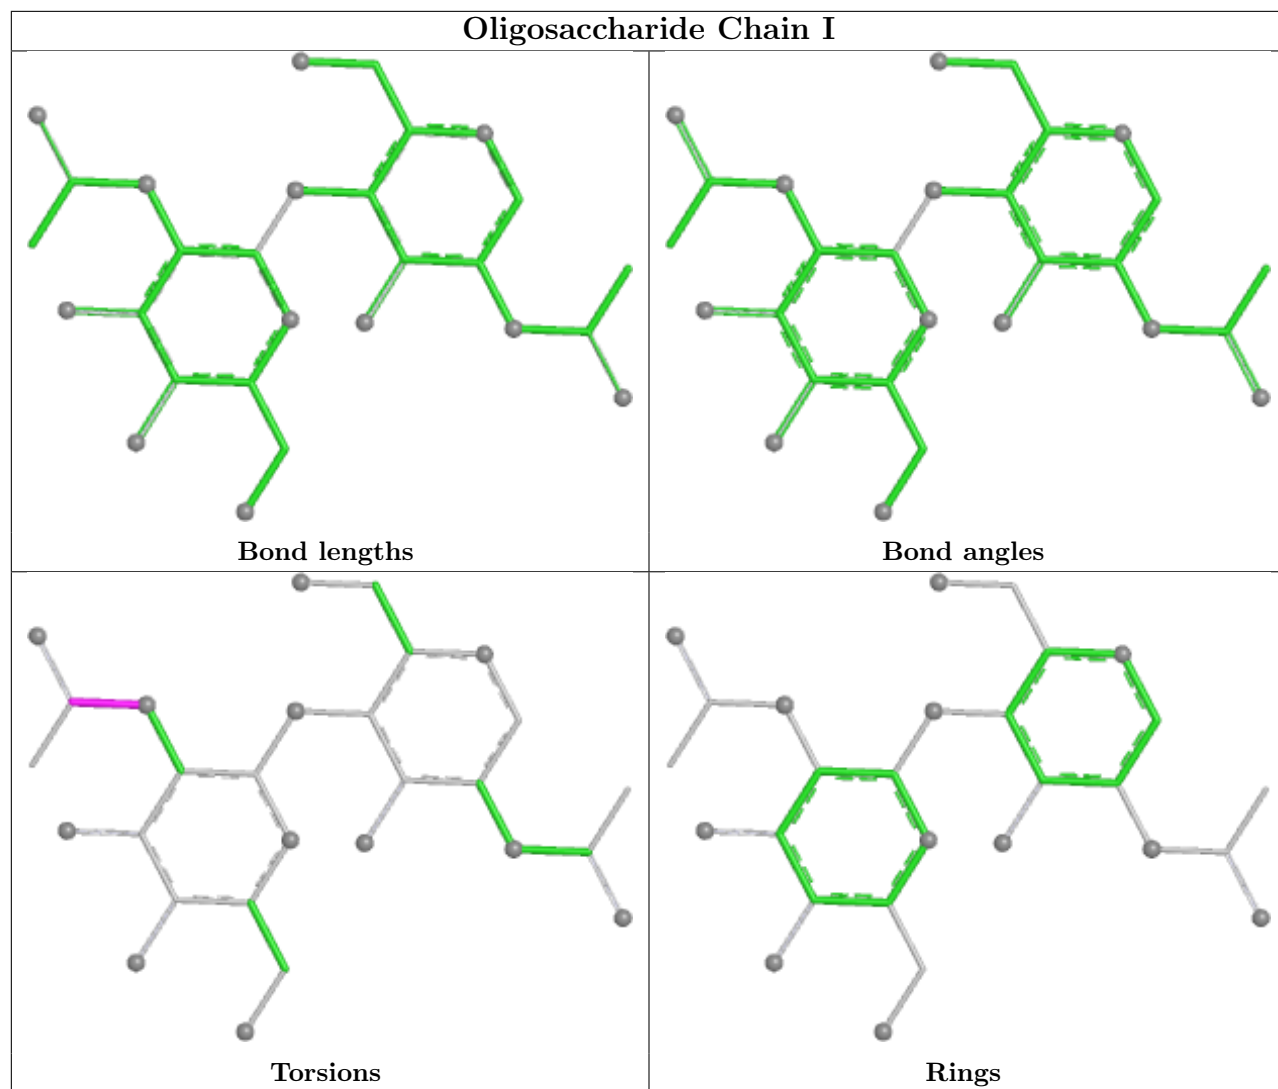 Oligosaccharide Chain I
Bond lengths
Bond angles
Torsions
Rings